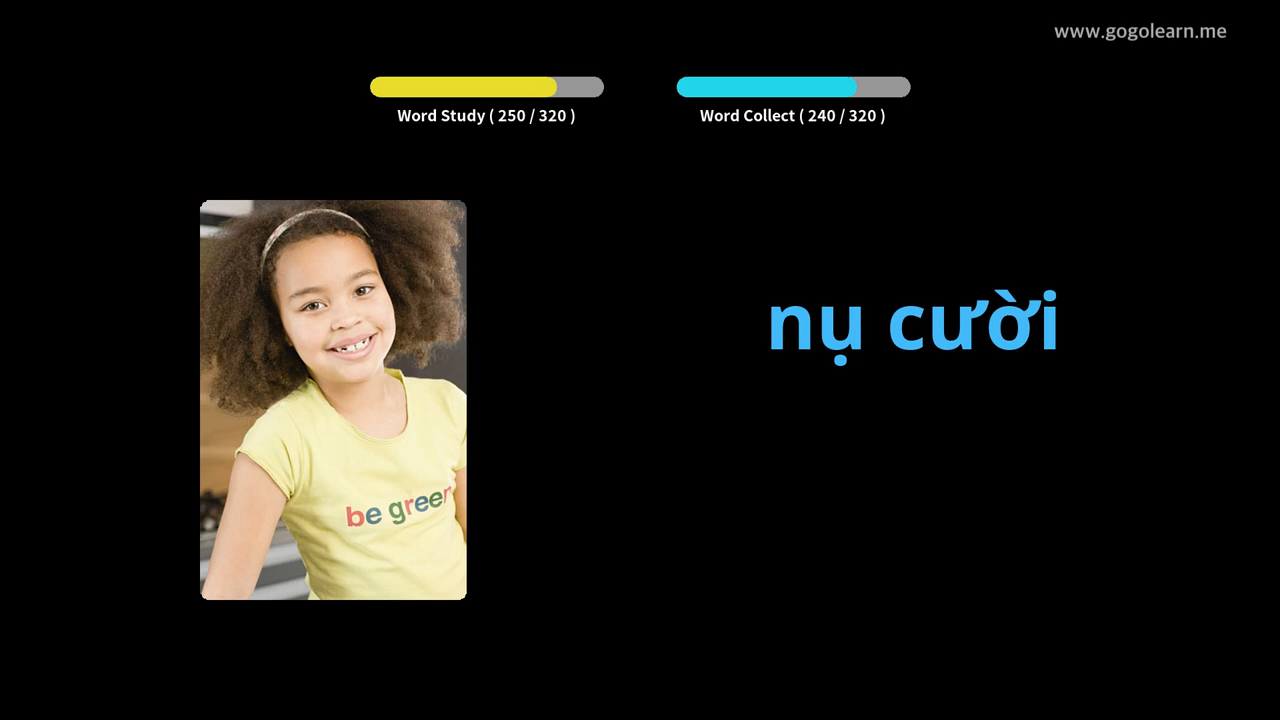 www.gogolearn.me
Word Study ( 250 / 320 )
Word Collect ( 240 / 320 )
nụ cười
be green